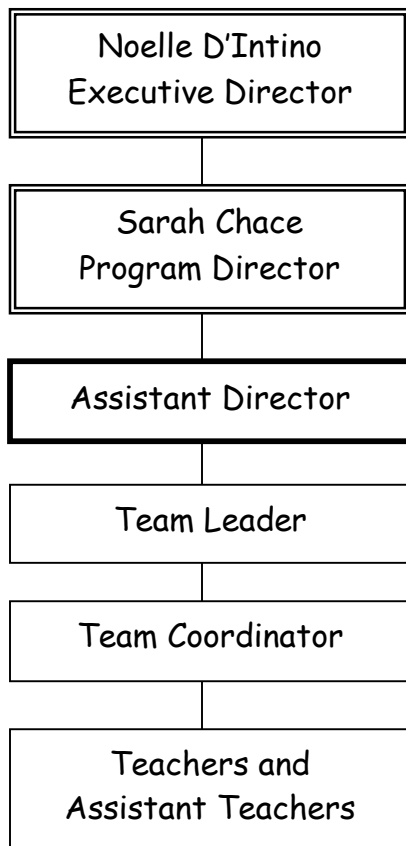 Noelle D’Intino
Executive Director
Sarah Chace
Program Director
Assistant Director
Team Leader
Team Coordinator
Teachers and
Assistant Teachers